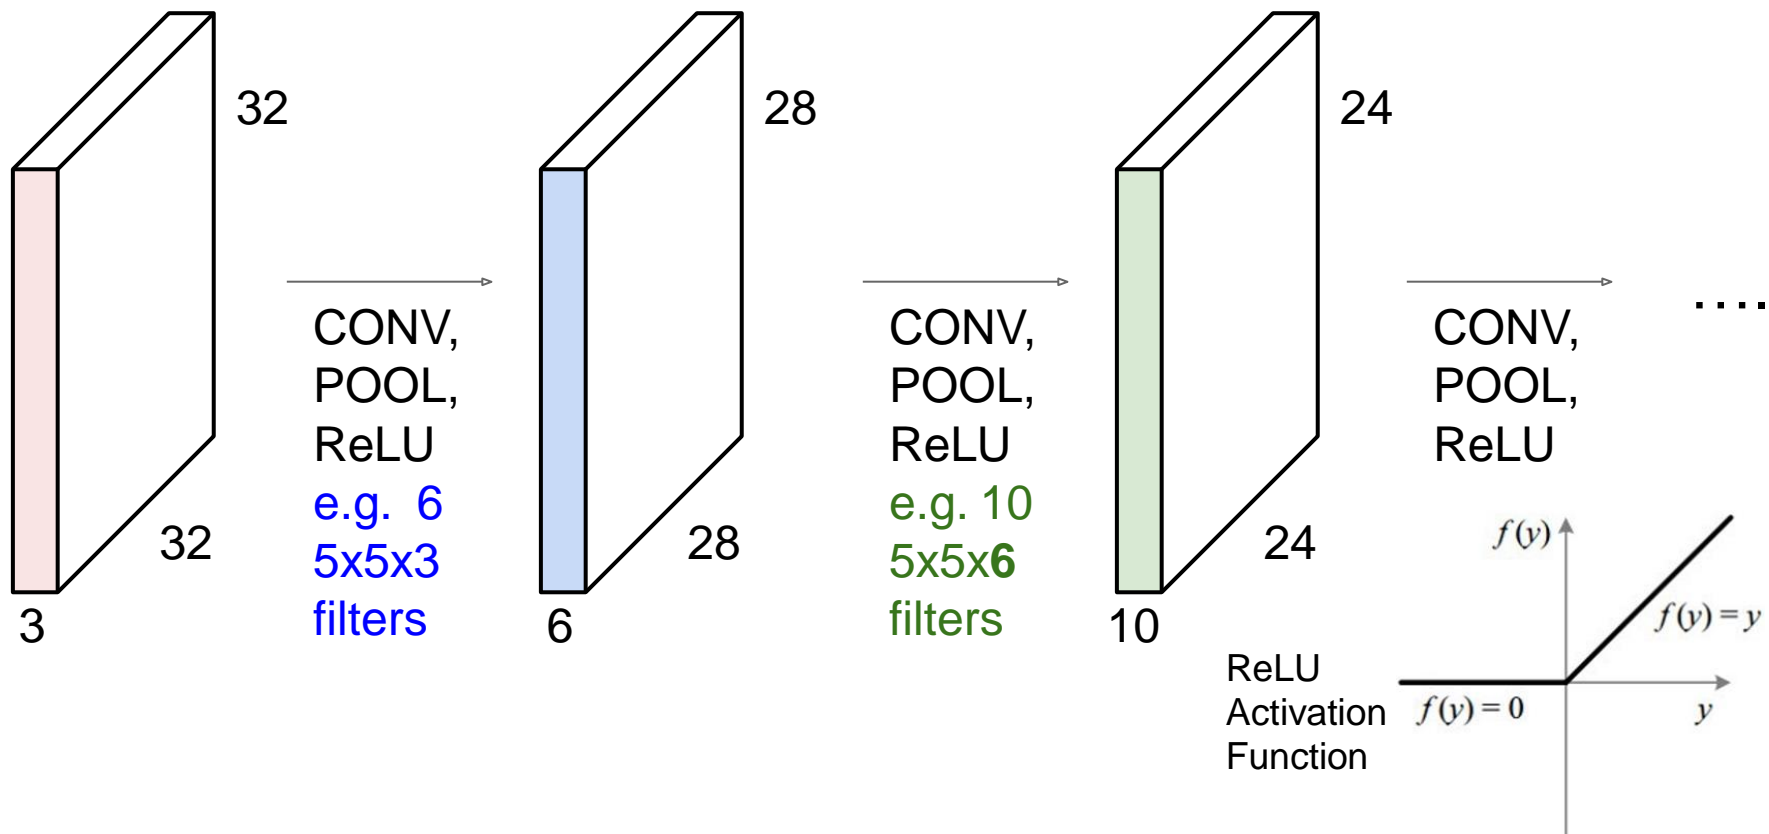 32
32
3
CONV,
POOL,
ReLU
e.g. 6
5x5x3
filters
28
28
6
CONV,
POOL,
ReLU
e.g. 10
5x5x6
filters
24
24
10
CONV,
POOL,
ReLU
....
ReLU
Activation
Function
f(y)
f(y) = y
f(y) = 0
y